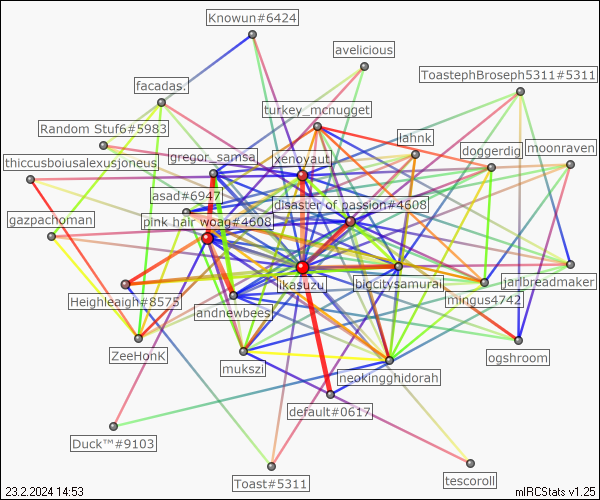 Knowun#6424
avelicious
ToastephBroseph5311#5311
facadas.
turkey_mcnugget
Random Stuf6#5983
lahnk
doggerdig
moonraven
thiccusboiusalexusjoneus
gregor_samsa
xenoyaut
asad#6947
disaster of passion#4608
gazpachoman
pink hair woag#4608
Heighleaigh#8575
ikasuzu
bigcitysamurai
jarlbreadmaker
mingus4742
andnewbees
ZeeHonK
mukszi
ogshroom
neokingghidorah
default#0617
Duck™#9103
Toast#5311
tescoroll
23.2.2024 14:53
mIRCStats v1.25